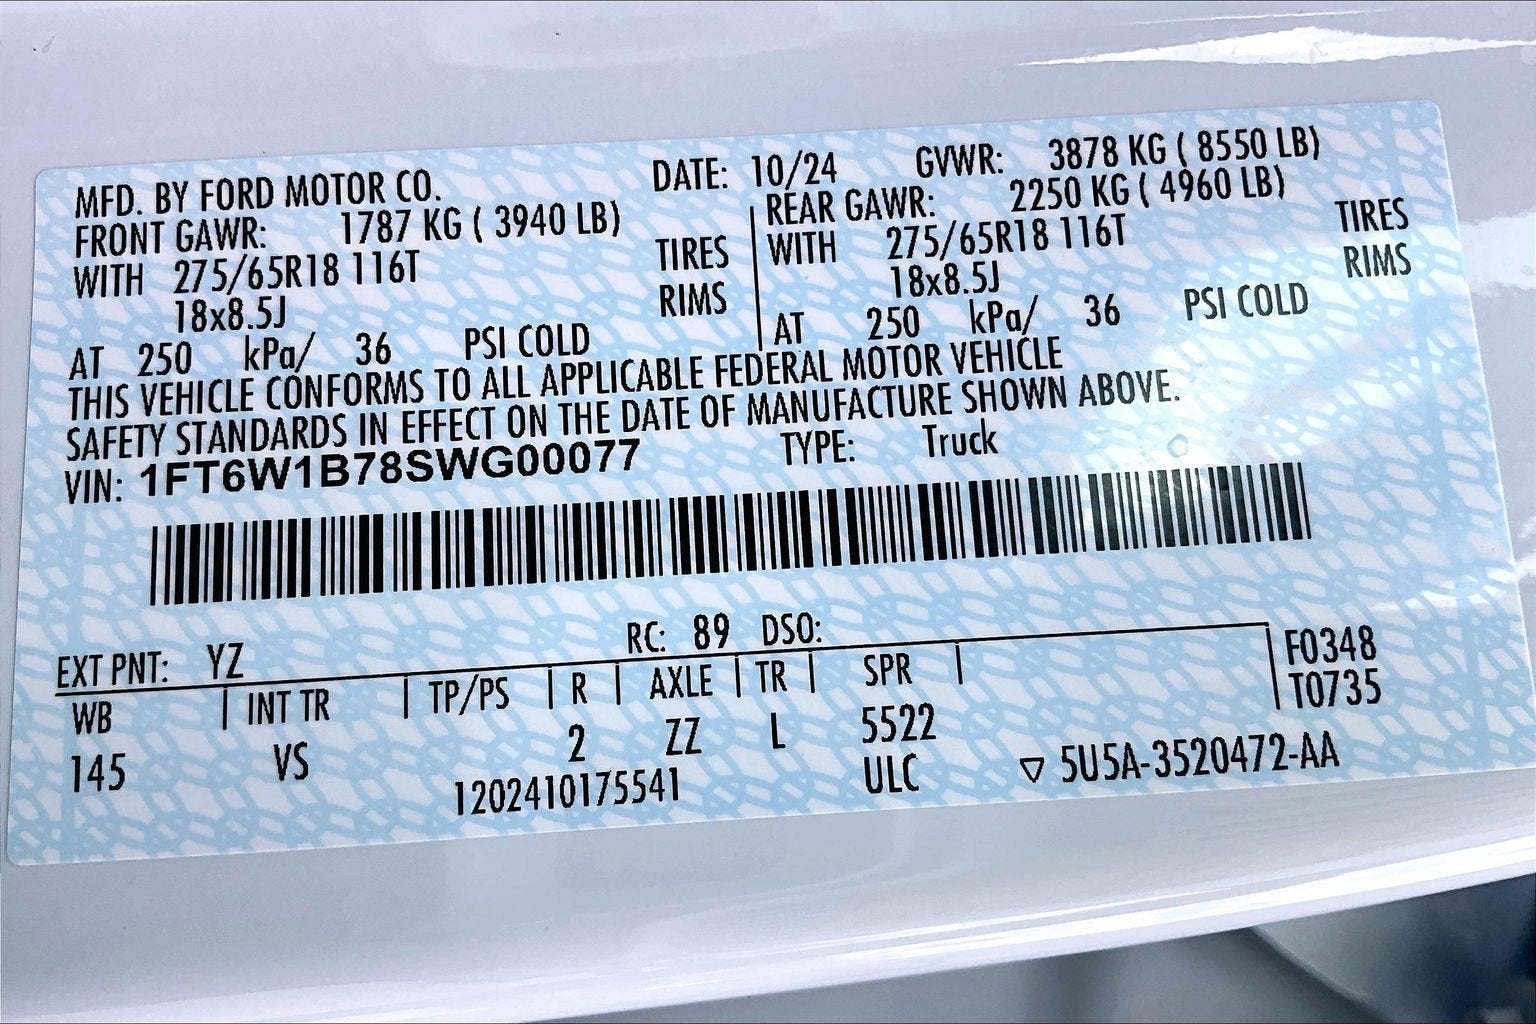 MFD. BY FORD MOTOR CO. DATE: 10/24 GVWR: 3878 KG ( 8550 LB)
FRONT GAWR: 1787 KG ( 3940 LB) REAR GAWR: 2250 KG ( 4960 LB)
WITH 275/65R18 116T TIRES WITH 275/65R18 116T TIRES
18x8.5J RIMS 18x8.5J RIMS
AT 250 kPa/ 36 PSI COLD AT 250 kPa/ 36 PSI COLD
THIS VEHICLE CONFORMS TO ALL APPLICABLE FEDERAL MOTOR VEHICLE
SAFETY STANDARDS IN EFFECT ON THE DATE OF MANUFACTURE SHOWN ABOVE.
VIN: 1FT6W1B78SWG00077 TYPE: Truck
EXT PNT: YZ RC: 89 DSO:
WB INT TR TP/PS R AXLE TR SPR F0348
145 VS 2 ZZ L 5522 T0735
1202410175541 ULC ▽ 5U5A-3520472-AA